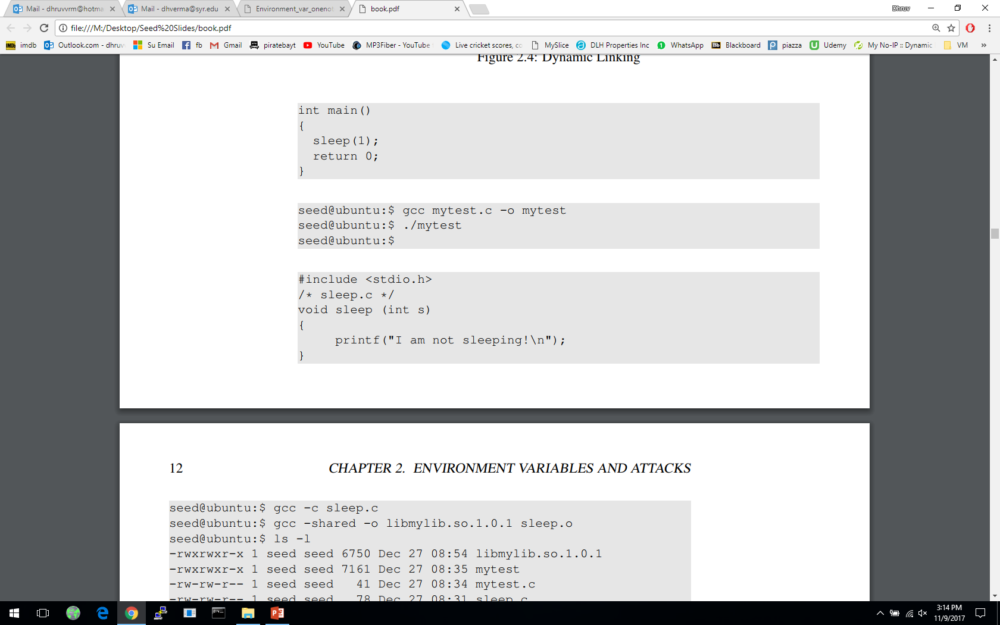 Mail - dhruvvrm@hotma
Mail - dhverma@syr.edu
Environment_var_onenot
book.pdf
Dhruv
file:///M:/Desktop/Seed%20Slides/book.pdf
imdb
Outlook.com - dhruv
Su Email
fb
Gmail
piratebayt
YouTube
MP3Fiber - YouTube
Live cricket scores, co
MySlice
DLH Properties Inc
WhatsApp
Blackboard
piazza
Udemy
My No-IP :: Dynamic
VM
»
Figure 2.4: Dynamic Linking
int main()
{
sleep(1);
return 0;
}
seed@ubuntu:$ gcc mytest.c -o mytest
seed@ubuntu:$ ./mytest
seed@ubuntu:$
#include <stdio.h>
/* sleep.c */
void sleep (int s)
{
printf("I am not sleeping!\n");
}
12
CHAPTER 2. ENVIRONMENT VARIABLES AND ATTACKS
seed@ubuntu:$ gcc -c sleep.c
seed@ubuntu:$ gcc -shared -o libmylib.so.1.0.1 sleep.o
seed@ubuntu:$ ls -l
-rwxrwxr-x 1 seed seed 6750 Dec 27 08:54 libmylib.so.1.0.1
-rwxrwxr-x 1 seed seed 7161 Dec 27 08:35 mytest
-rw-rw-r-- 1 seed seed 41 Dec 27 08:34 mytest.c
-rw-rw-r-- 1 seed seed 78 Dec 27 08:31 sleep.c
3:14 PM
11/9/2017